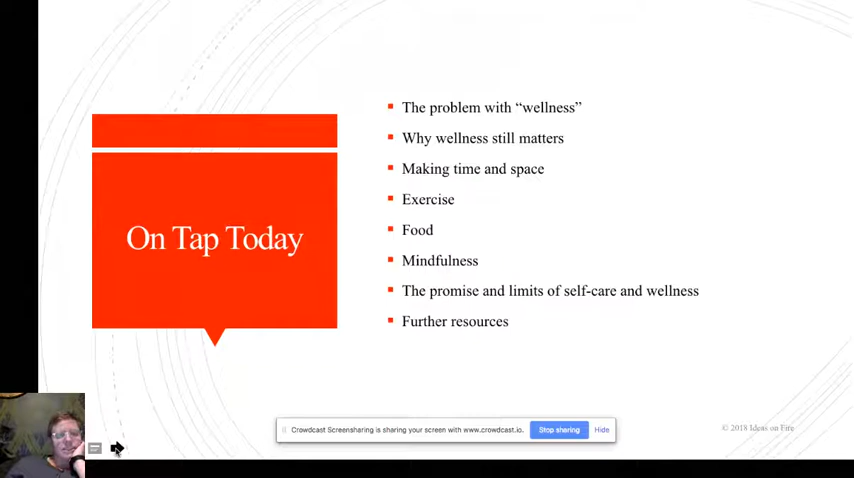 On Tap Today
The problem with “wellness”
Why wellness still matters
Making time and space
Exercise
Food
Mindfulness
The promise and limits of self-care and wellness
Further resources
Crowdcast Screensharing is sharing your screen with www.crowdcast.io.
Stop sharing
Hide
© 2018 Ideas on Fire